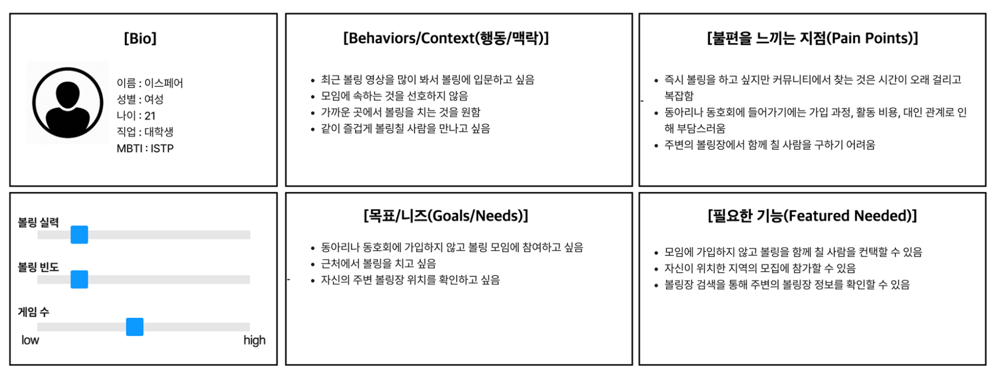 [Bio]
이름 : 이스페어
성별 : 여성
나이 : 21
직업 : 대학생
MBTI : ISTP
[Behaviors/Context(행동/맥락)]
• 최근 볼링 영상을 많이 봐서 볼링에 입문하고 싶음
• 모임에 속하는 것을 선호하지 않음
• 가까운 곳에서 볼링을 치는 것을 원함
• 같이 즐겁게 볼링칠 사람을 만나고 싶음
[불편을 느끼는 지점(Pain Points)]
• 즉시 볼링을 하고 싶지만 커뮤니티에서 찾는 것은 시간이 오래 걸리고
복잡함
-
• 동아리나 동호회에 들어가기에는 가입 과정, 활동 비용, 대인 관계로 인
해 부담스러움
• 주변의 볼링장에서 함께 칠 사람을 구하기 어려움
볼링 실력
볼링 빈도
게임 수
low
high
[목표/니즈(Goals/Needs)]
• 동아리나 동호회에 가입하지 않고 볼링 모임에 참여하고 싶음
• 근처에서 볼링을 치고 싶음
-
• 자신의 주변 볼링장 위치를 확인하고 싶음
[필요한 기능(Featured Needed)]
• 모임에 가입하지 않고 볼링을 함께 칠 사람을 컨택할 수 있음
• 자신이 위치한 지역의 모집에 참가할 수 있음
• 볼링장 검색을 통해 주변의 볼링장 정보를 확인할 수 있음